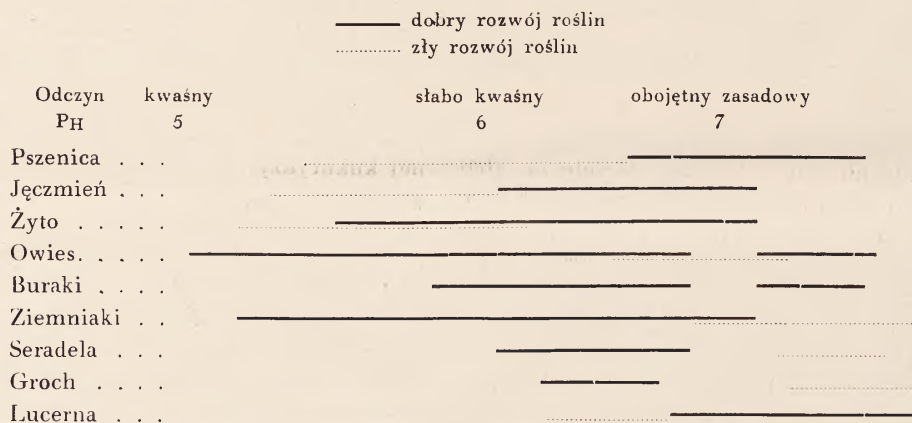 dobry rozwój roślin
zły rozwój roślin
Odczyn kwaśny słabo kwaśny obojętny zasadowy
PH 5 6 7
Pszenica . . .
Jęczmień . . .
Żyto . . . . .
Owies. . . . .
Buraki . . . .
Ziemniaki . .
Seradela . . .
Groch . . . .
Lucerna . . .